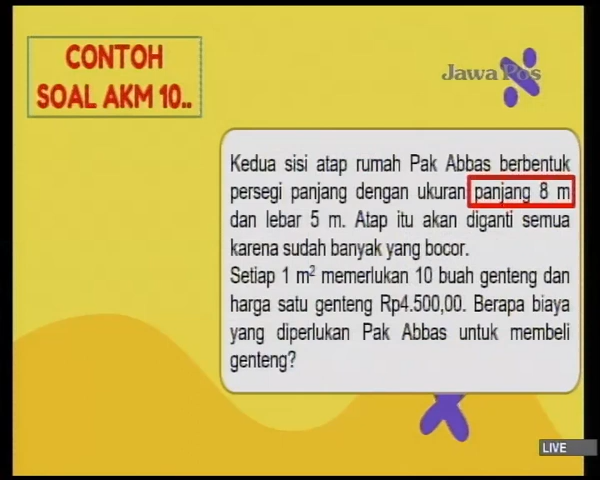 CONTOH
SOAL AKM 10..
Jawa Pos
Kedua sisi atap rumah Pak Abbas berbentuk
persegi panjang dengan ukuran panjang 8 m
dan lebar 5 m. Atap itu akan diganti semua
karena sudah banyak yang bocor.
Setiap 1 m² memerlukan 10 buah genteng dan
harga satu genteng Rp4.500,00. Berapa biaya
yang diperlukan Pak Abbas untuk membeli
genteng?
LIVE